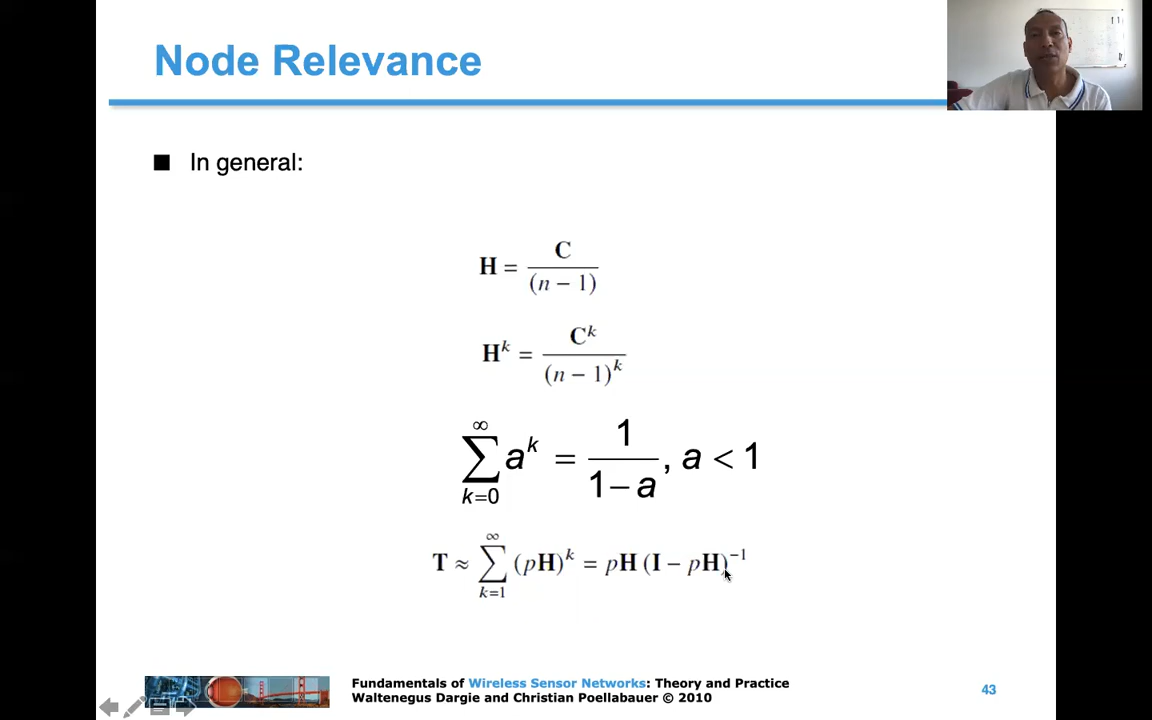 Node Relevance
■ In general:
H = C / (n − 1)
H^k = C^k / (n − 1)^k
∑_{k=0}^{∞} a^k = 1 / (1 − a), a < 1
T ≈ ∑_{k=1}^{∞} (pH)^k = pH (I − pH)^{−1}
Fundamentals of Wireless Sensor Networks: Theory and Practice
Waltenegus Dargie and Christian Poellabauer © 2010
43